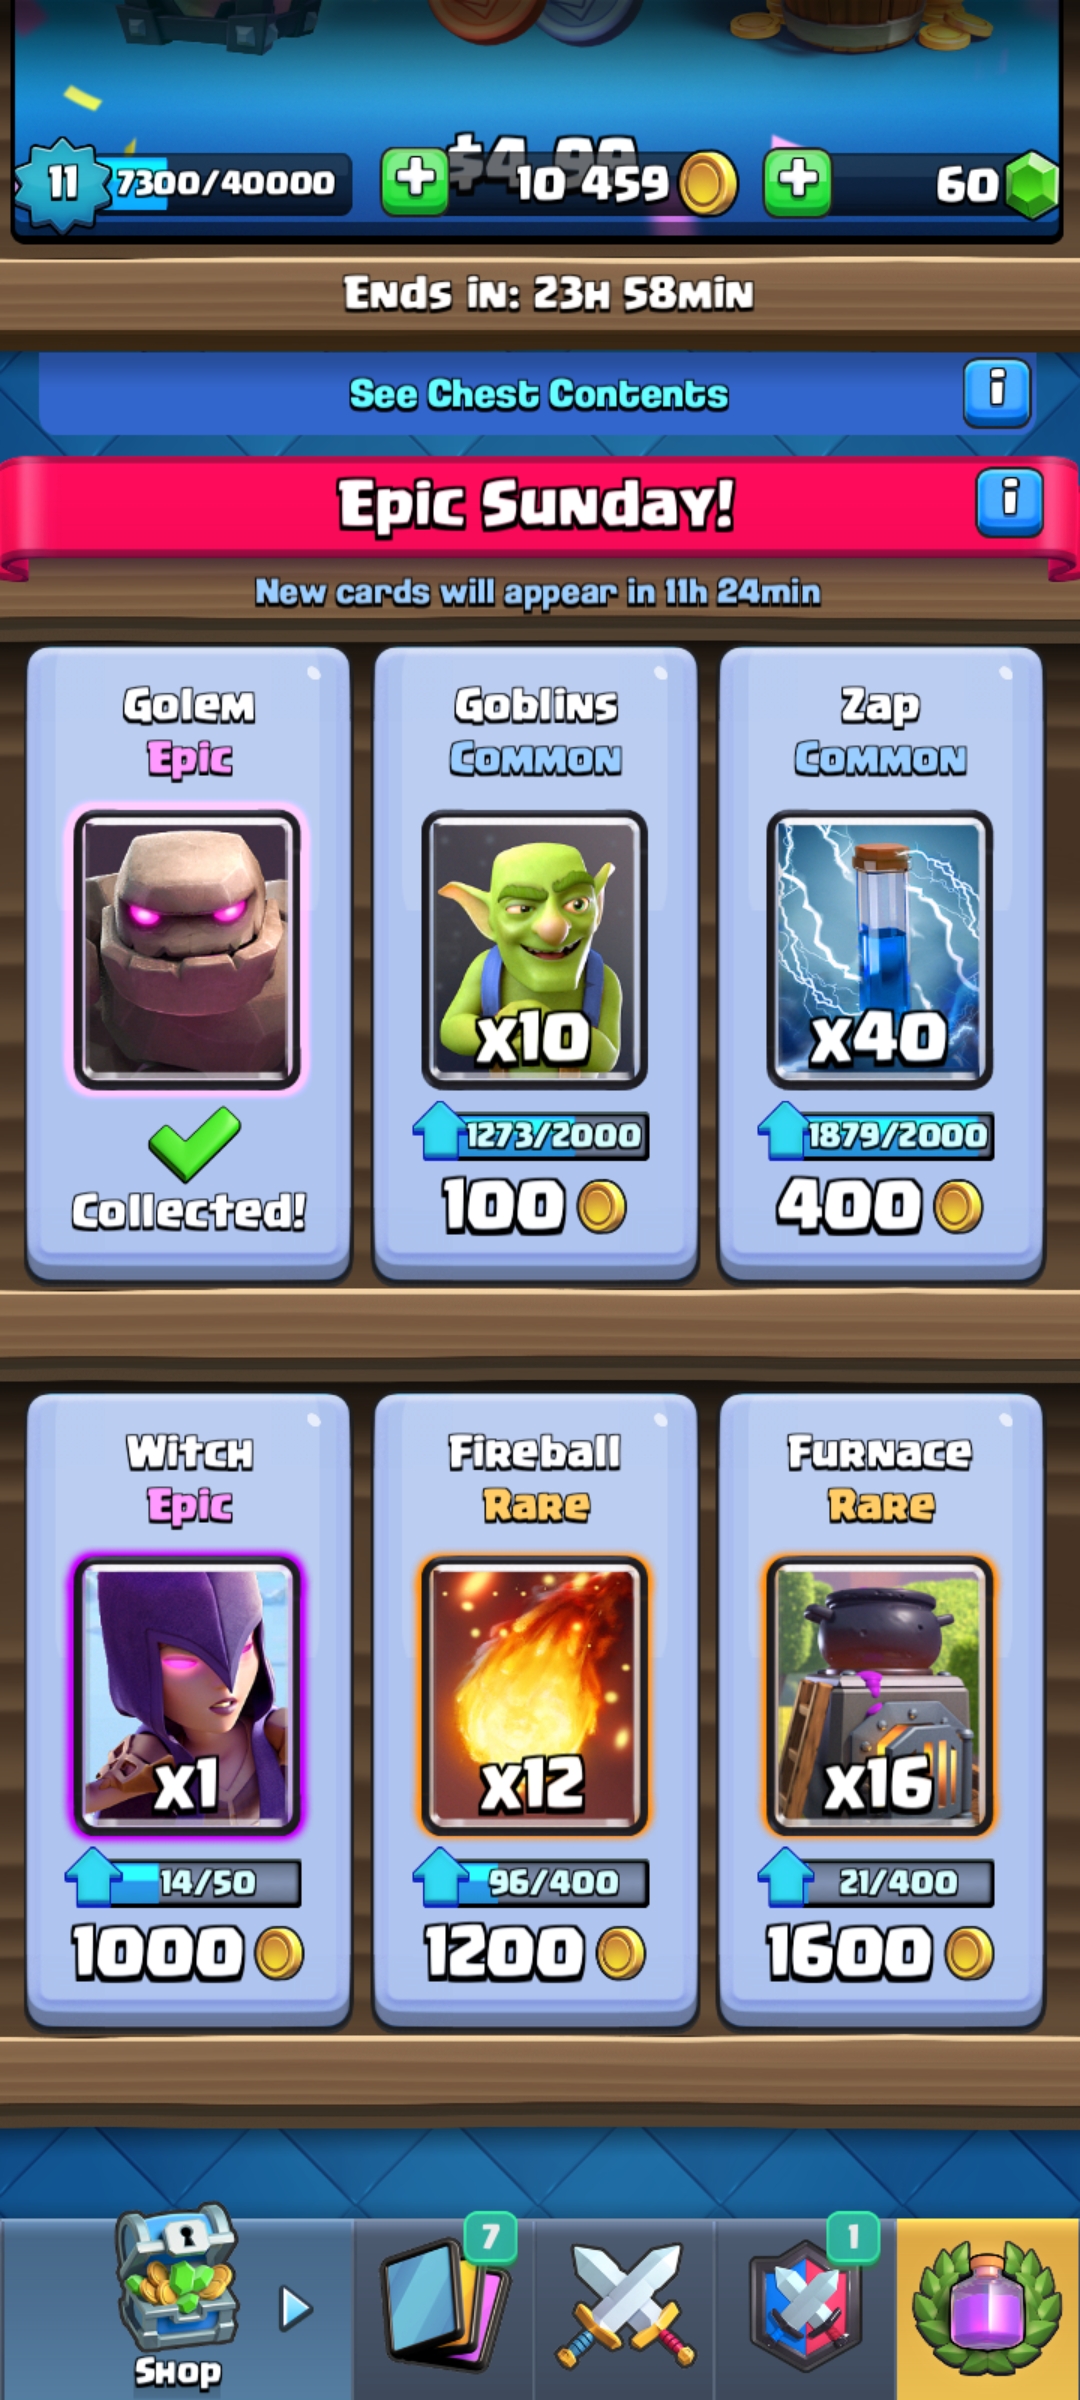 $4.99
11 7300/40000 10 459 60
Ends in: 23h 58min
See Chest Contents
Epic Sunday!
New cards will appear in 11h 24min
Golem
Epic
Collected!
Goblins
Common
x10
1273/2000
100
Zap
Common
x40
1879/2000
400
Witch
Epic
x1
14/50
1000
Fireball
Rare
x12
96/400
1200
Furnace
Rare
x16
21/400
1600
Shop
7
1